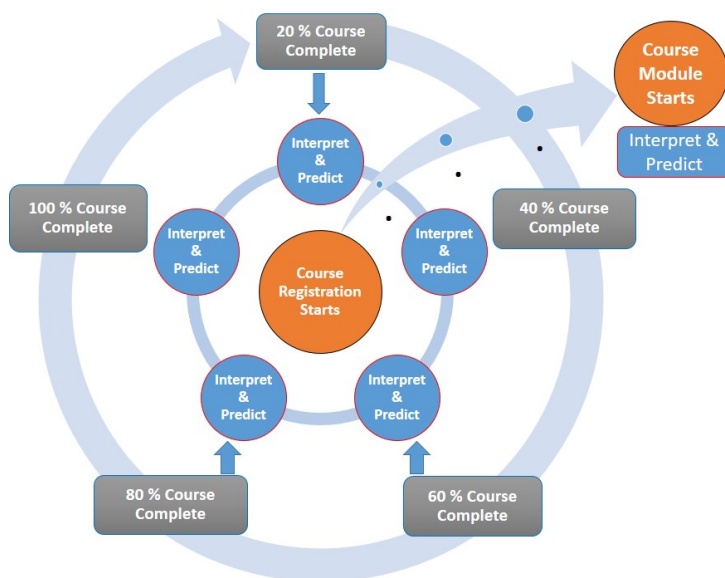 20 % Course
Complete
Course
Module
Starts
Interpret &
Predict
Interpret
&
Predict
100 % Course
Complete
Interpret
&
Predict
Interpret
&
Predict
40 % Course
Complete
Course
Registration
Starts
Interpret
&
Predict
Interpret
&
Predict
80 % Course
Complete
60 % Course
Complete